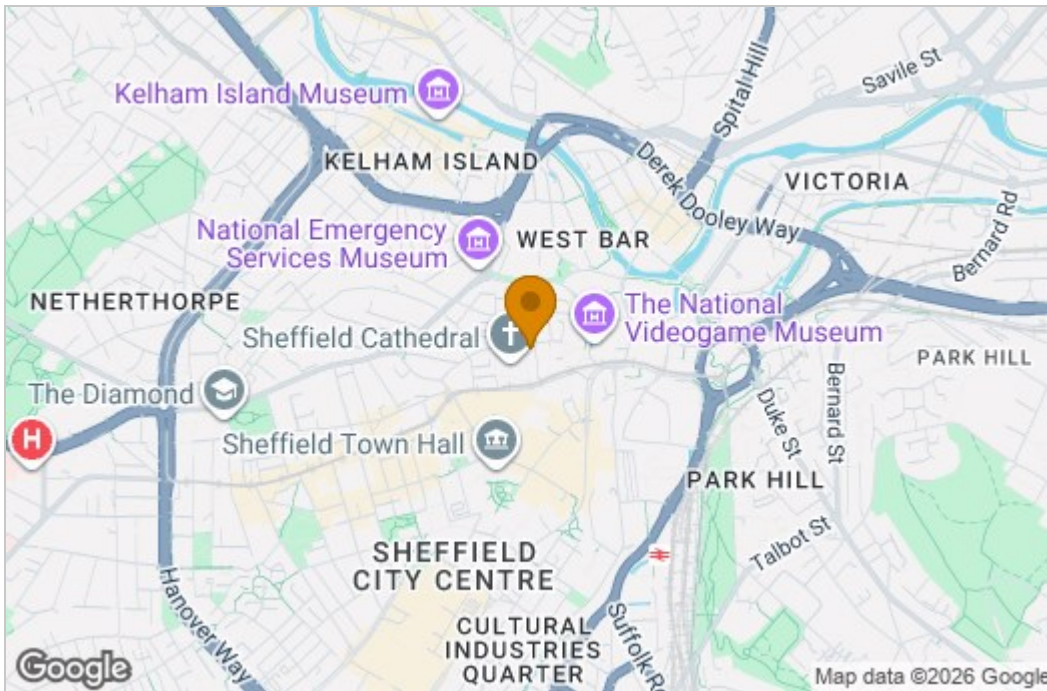 Savile St
Kelham Island Museum
Spital Hill
KELHAM ISLAND
Derek Dooley Way
VICTORIA
Bernard Rd
National Emergency
Services Museum
WEST BAR
NETHERTHORPE
The National
Videogame Museum
Sheffield Cathedral
PARK HILL
The Diamond
Bernard St
Duke St
H
Sheffield Town Hall
PARK HILL
Talbot St
SHEFFIELD
CITY CENTRE
Hanover Way
CULTURAL
INDUSTRIES
QUARTER
Suffolk Rd
Google
Map data ©2026 Google